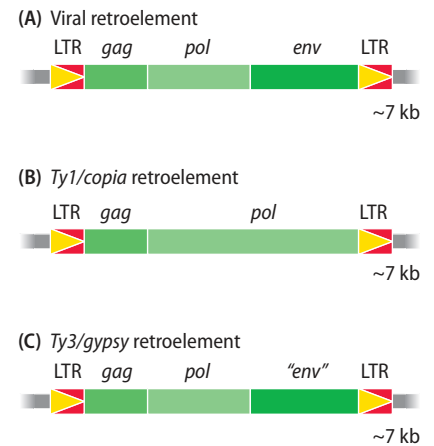 (A) Viral retroelement
LTR gag pol env LTR
~7 kb
(B) Ty1/copia retroelement
LTR gag pol LTR
~7 kb
(C) Ty3/gypsy retroelement
LTR gag pol “env” LTR
~7 kb